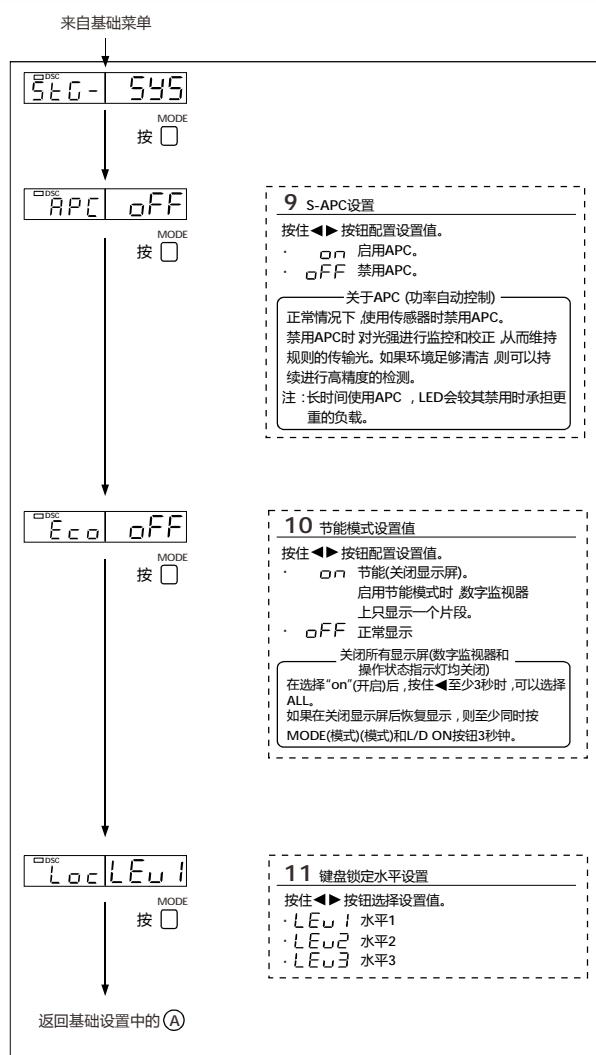 来自基础菜单
DSC
StG- SYS
MODE
按
DSC
APC oFF
MODE
按
9 S-APC设置
按住◀▶按钮配置设置值。
· on 启用APC。
· oFF 禁用APC。
关于APC (功率自动控制)
正常情况下 ,使用传感器时禁用APC。
禁用APC时 ,对光强进行监控和校正 ,从而维持
规则的传输光。如果环境足够清洁 ,则可以持
续进行高精度的检测。
注 :长时间使用APC ，LED会较其禁用时承担更
重的负载。
DSC
Eco oFF
MODE
按
10 节能模式设置值
按住◀▶按钮配置设置值。
· on 节能(关闭显示屏)。
启用节能模式时 ,数字监视器
上只显示一个片段。
· oFF 正常显示
关闭所有显示屏(数字监视器和
操作状态指示灯均关闭)
在选择“on”(开启)后 ,按住◀至少3秒时 ,可以选择
ALL。
如果在关闭显示屏后恢复显示 , 则至少同时按
MODE(模式)(模式)和L/D ON按钮3秒钟。
DSC
Loc LEv1
MODE
按
11 键盘锁定水平设置
按住◀▶按钮选择设置值。
· LEv1 水平1
· LEv2 水平2
· LEv3 水平3
返回基础设置中的 A